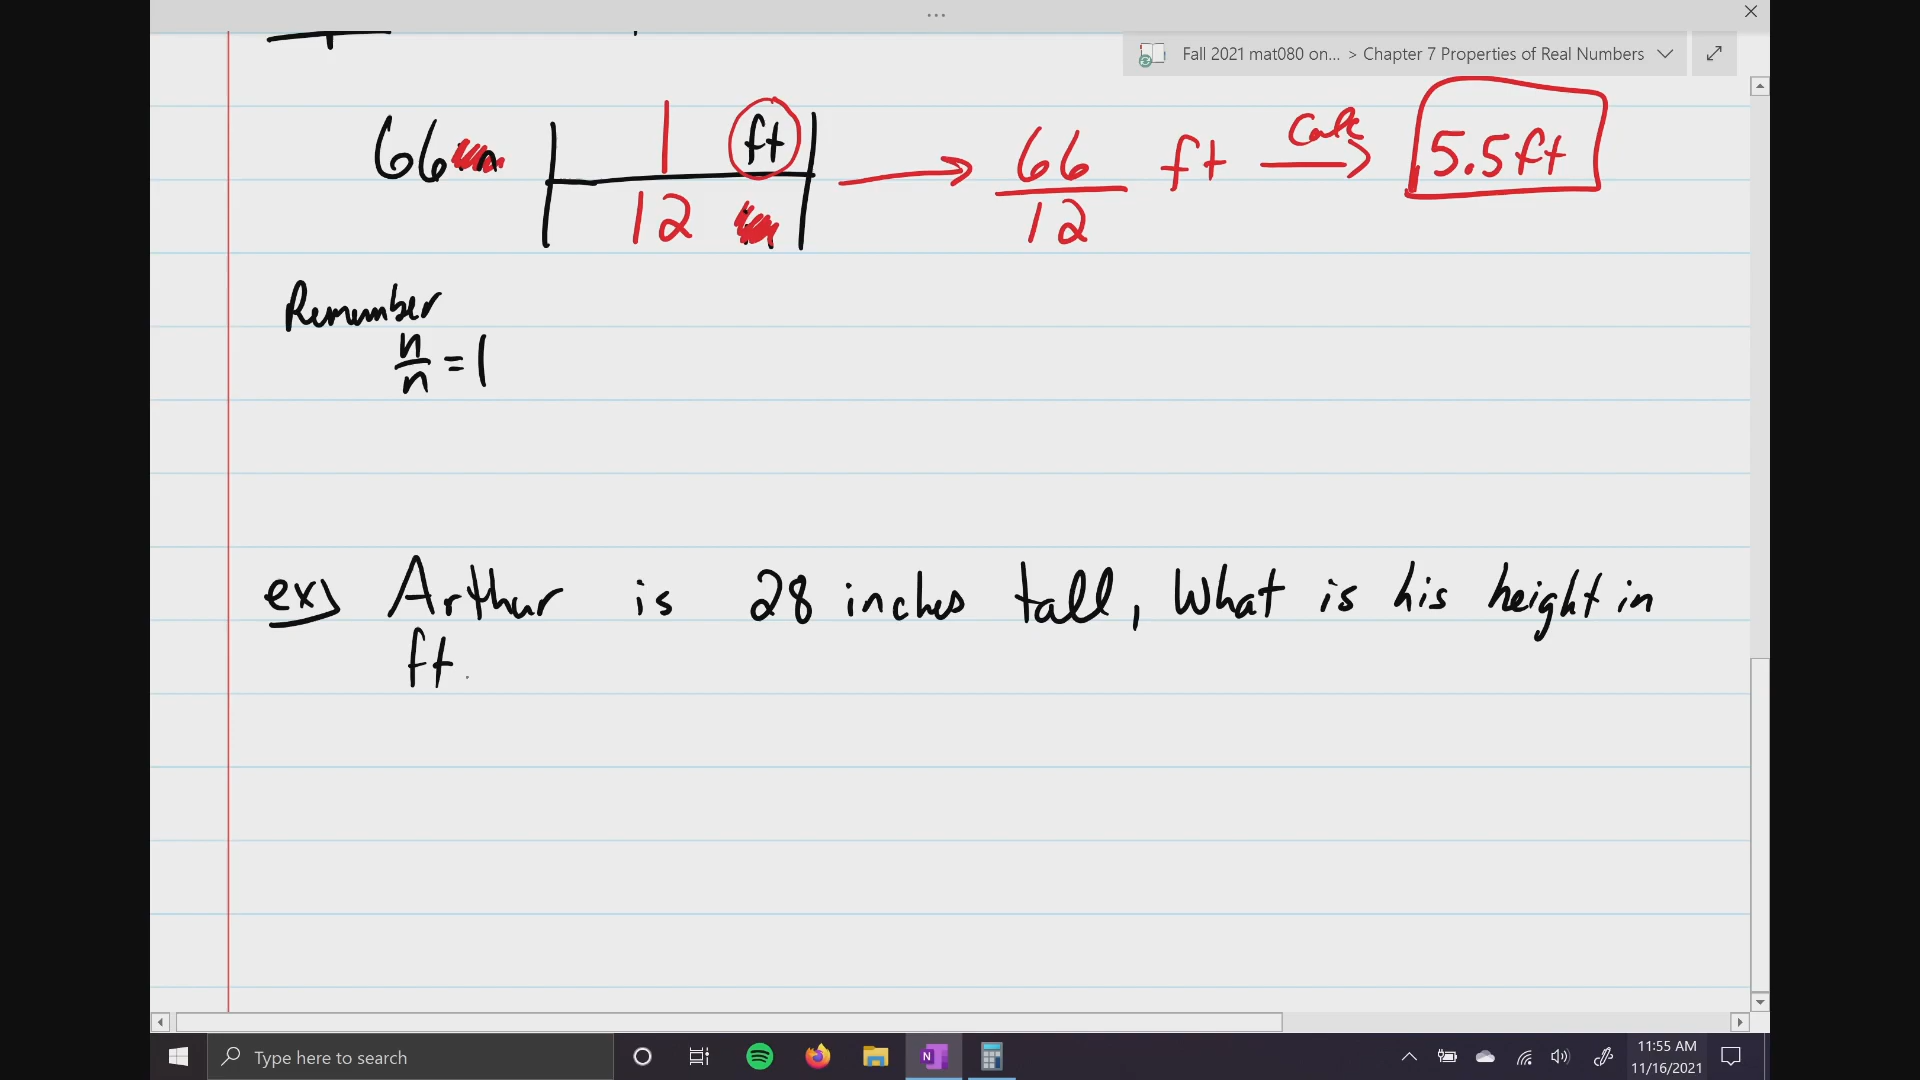 Fall 2021 mat080 on... > Chapter 7 Properties of Real Numbers
66 in 1 ft 66 ft Calc 5.5ft
12 in 12
Remember
n
n = 1
ex) Arthur is 28 inches tall, What is his height in
ft.
Type here to search
11:55 AM
11/16/2021